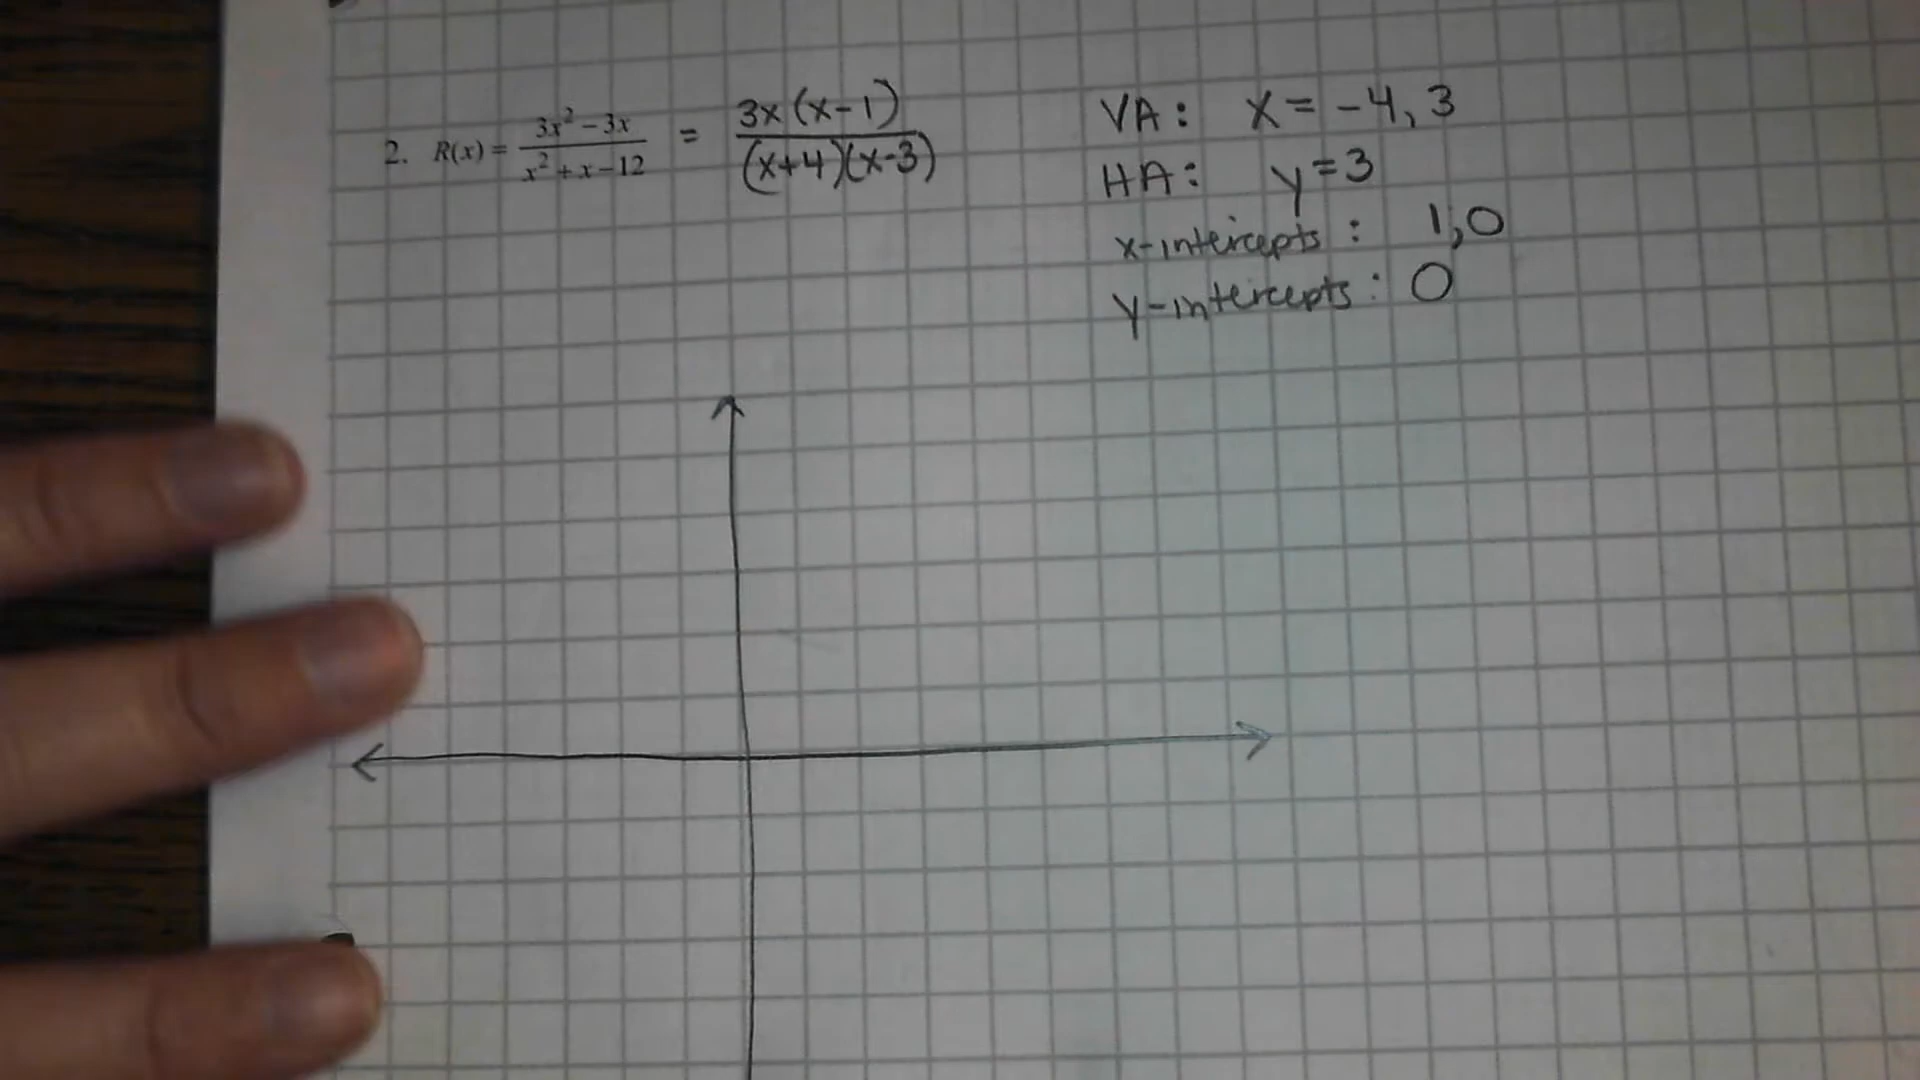 2. R(x) = (3x² − 3x)/(x² + x − 12) = 3x(x-1)/((x+4)(x-3))
VA: x = -4, 3
HA: y = 3
x-intercepts: 1, 0
y-intercepts: 0